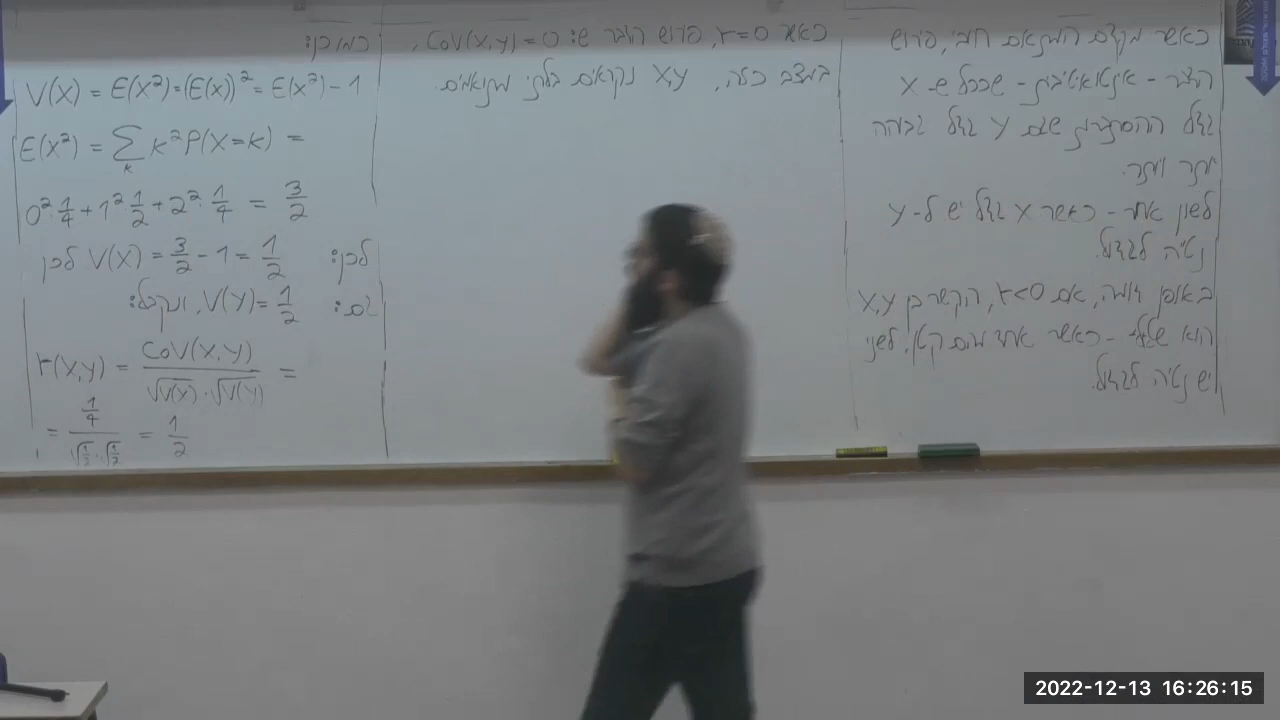 כאשר מקדם המתאם חיובי, פירוש
הדבר - אינטואיטיבית - שככל ש-X
גדל ההסתברות שגם Y גדל גבוהה
יותר ויותר.
לשון אחר - כאשר X גדל יש ל-Y
נטיה לגדול.
באופן דומה, אם r<0, הקשר בין X,Y
הוא שלילי - כאשר אחד מהם קטן, לשני
יש נטיה לגדול.
כאשר r=0, פירוש הדבר ש: COV(X,Y)=0,
במצב כזה, X,Y נקראים בלתי מתואמים
כמו כן:
V(X) = E(X²)-(E(X))² = E(X²)-1
E(X²) = Σ k² P(X=k) =
k
0²·1/4 + 1²·1/2 + 2²·1/4 = 3/2
לכן: V(X) = 3/2 - 1 = 1/2 לכן
גם: V(Y) = 1/2, ונקבל:
r(X,Y) = COV(X,Y) / √V(X)·√V(Y) =
= 1/4 / √1/2·√1/2 = 1/2
2022-12-13 16:26:15